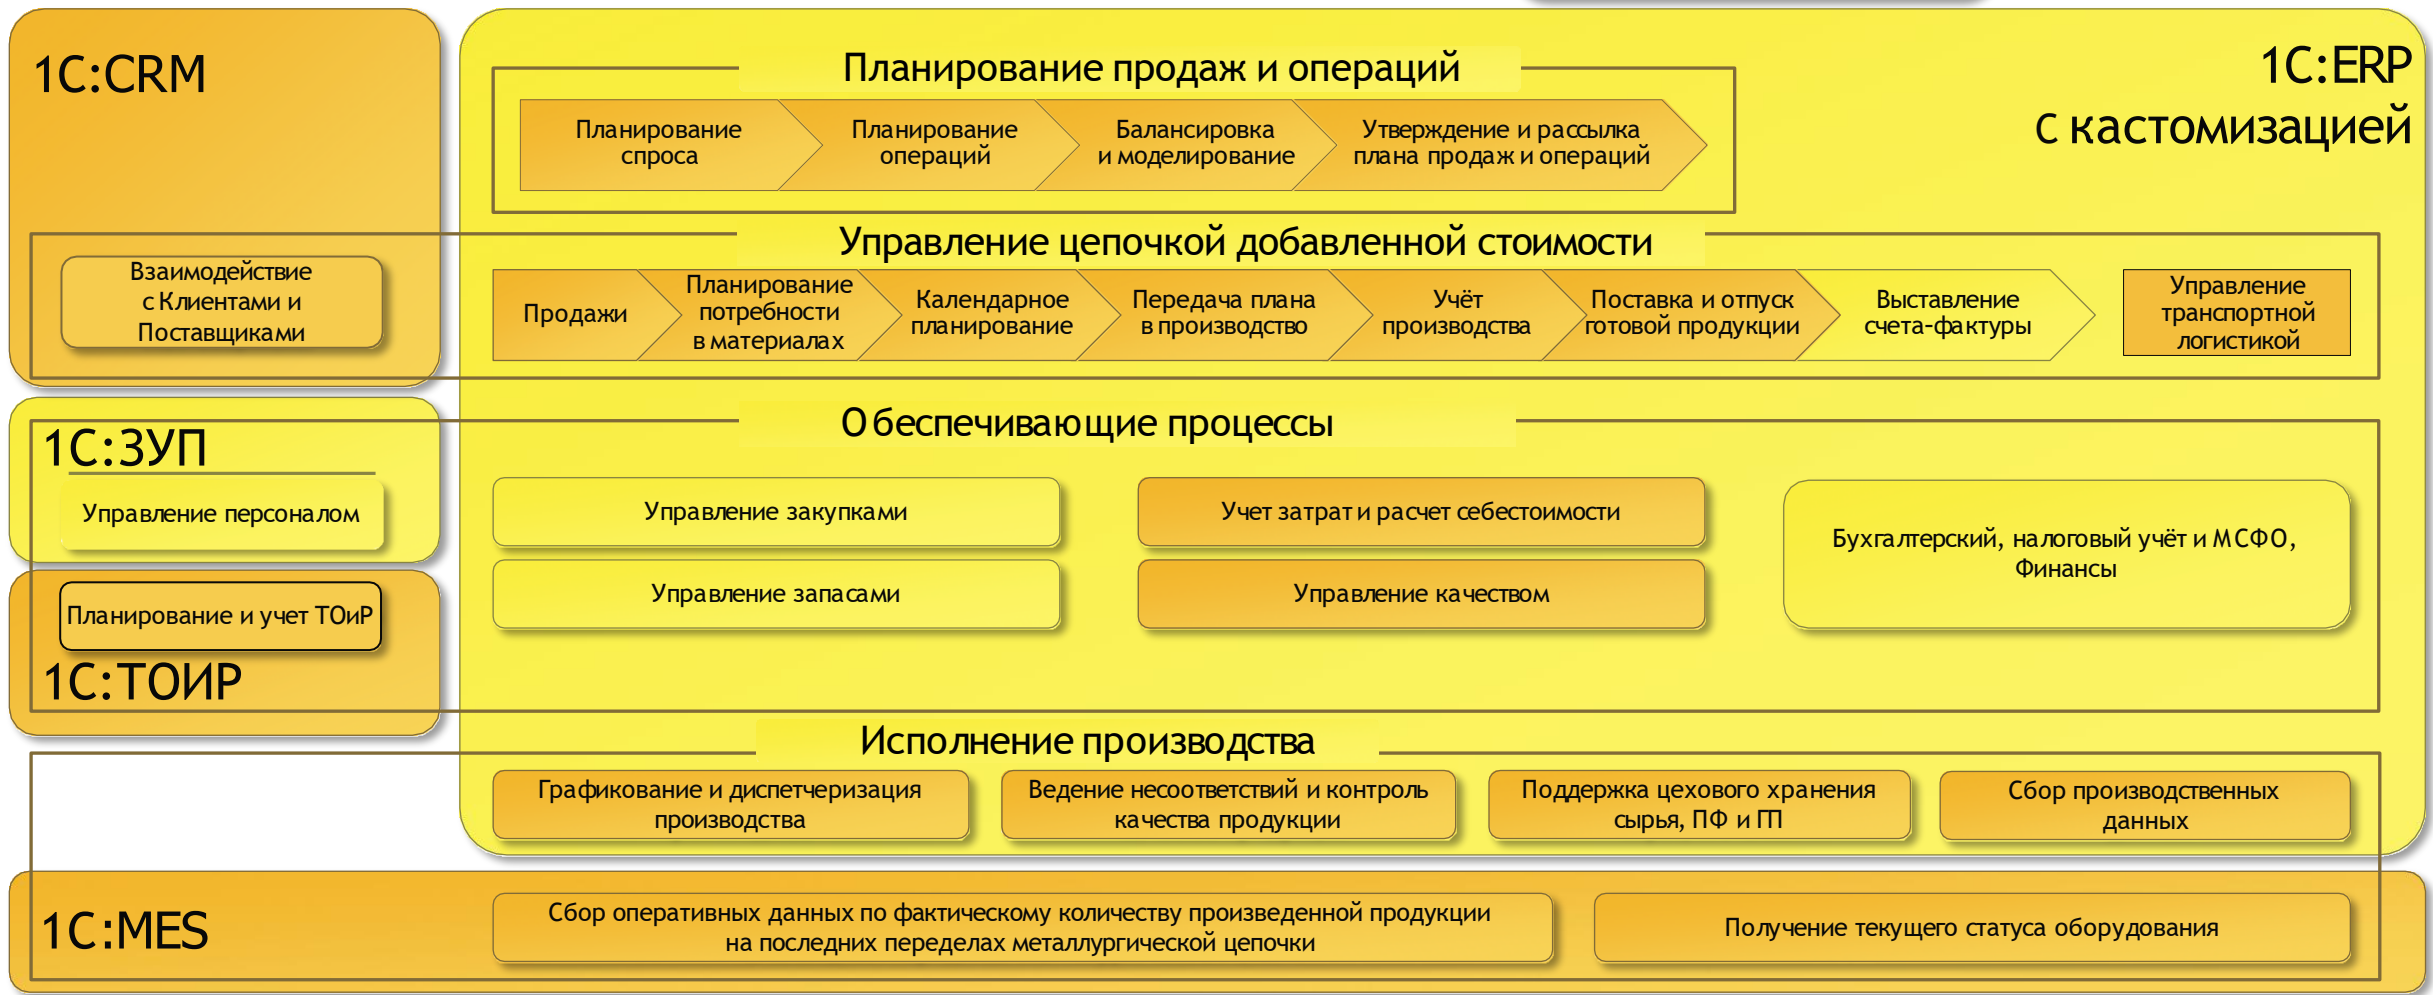 1С:CRM
1С:ERP
С кастомизацией
Планирование продаж и операций
Планирование
спроса
Планирование
операций
Балансировка
и моделирование
Утверждение и рассылка
плана продаж и операций
Управление цепочкой добавленной стоимости
Взаимодействие
с Клиентами и
Поставщиками
Продажи
Планирование
потребности
в материалах
Календарное
планирование
Передача плана
в производство
Учёт
производства
Поставка и отпуск
готовой продукции
Выставление
счета-фактуры
Управление
транспортной
логистикой
Обеспечивающие процессы
1С:ЗУП
Управление персоналом
Управление закупками
Учет затрат и расчет себестоимости
Бухгалтерский, налоговый учёт и МСФО,
Финансы
Управление запасами
Управление качеством
Планирование и учет ТОиР
1С:ТОИР
Исполнение производства
Графикование и диспетчеризация
производства
Ведение несоответствий и контроль
качества продукции
Поддержка цехового хранения
сырья, ПФ и ГП
Сбор производственных
данных
1С:MES
Сбор оперативных данных по фактическому количеству произведенной продукции
на последних переделах металлургической цепочки
Получение текущего статуса оборудования